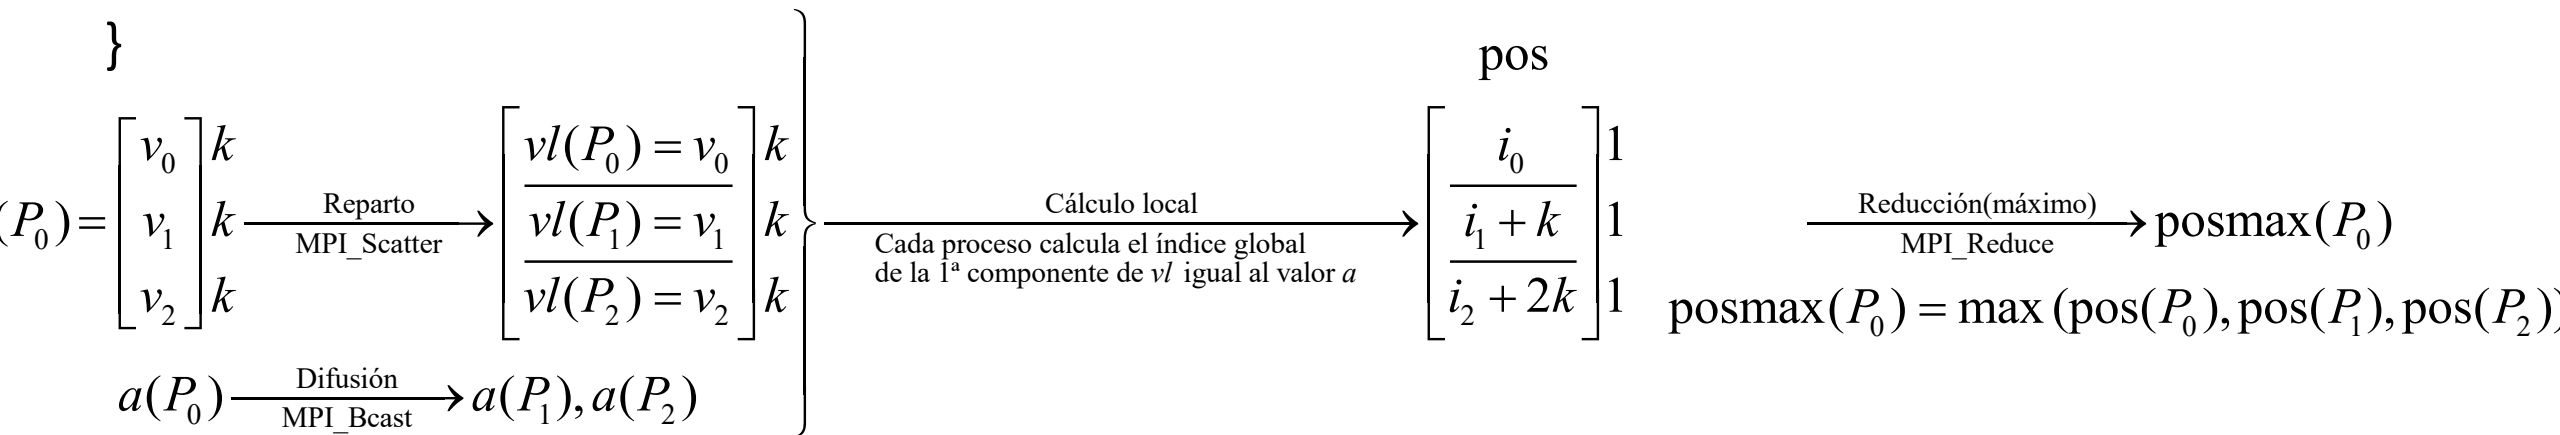 }
pos
(P₀) = [ v₀ ] k
v₁ k
v₂ k
Reparto
MPI_Scatter
vl(P₀) = v₀ k
vl(P₁) = v₁ k
vl(P₂) = v₂ k
a(P₀) Difusión → a(P₁), a(P₂)
MPI_Bcast
Cálculo local
Cada proceso calcula el índice global
de la 1ª componente de vl igual al valor a
i₀ 1
i₁ + k 1
i₂ + 2k 1
Reducción(máximo) → posmax(P₀)
MPI_Reduce
posmax(P₀) = max (pos(P₀), pos(P₁), pos(P₂))